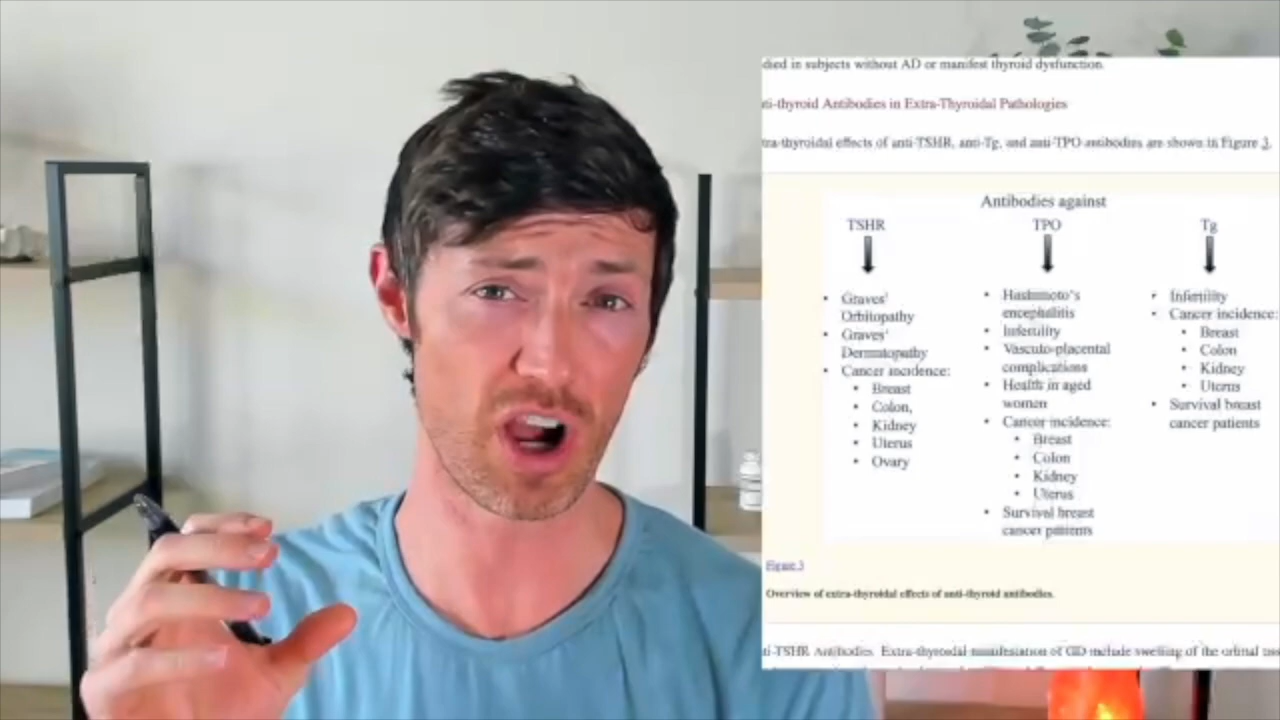 died in subjects without AD or manifest thyroid dysfunction.
ti-thyroid Antibodies in Extra-Thyroidal Pathologies
tra-thyroidal effects of anti-TSHR, anti-Tg, and anti-TPO antibodies are shown in Figure 3.
Antibodies against
TSHR
TPO
Tg
• Graves'
Orbitopathy
• Graves'
Dermatopathy
• Cancer incidence:
• Breast
• Colon,
• Kidney
• Uterus
• Ovary
• Hashimoto's
encephalitis
• Infertility
• Vasculo-placental
complications
• Health in aged
women
• Cancer incidence:
• Breast
• Colon
• Kidney
• Uterus
• Survival breast
cancer patients
• Infertility
• Cancer incidence:
• Breast
• Colon
• Kidney
• Uterus
• Survival breast
cancer patients
Figure 3
Overview of extra-thyroidal effects of anti-thyroid antibodies.
ti-TSHR Antibodies. Extra-thyroidal manifestation of GD include swelling of the orbital